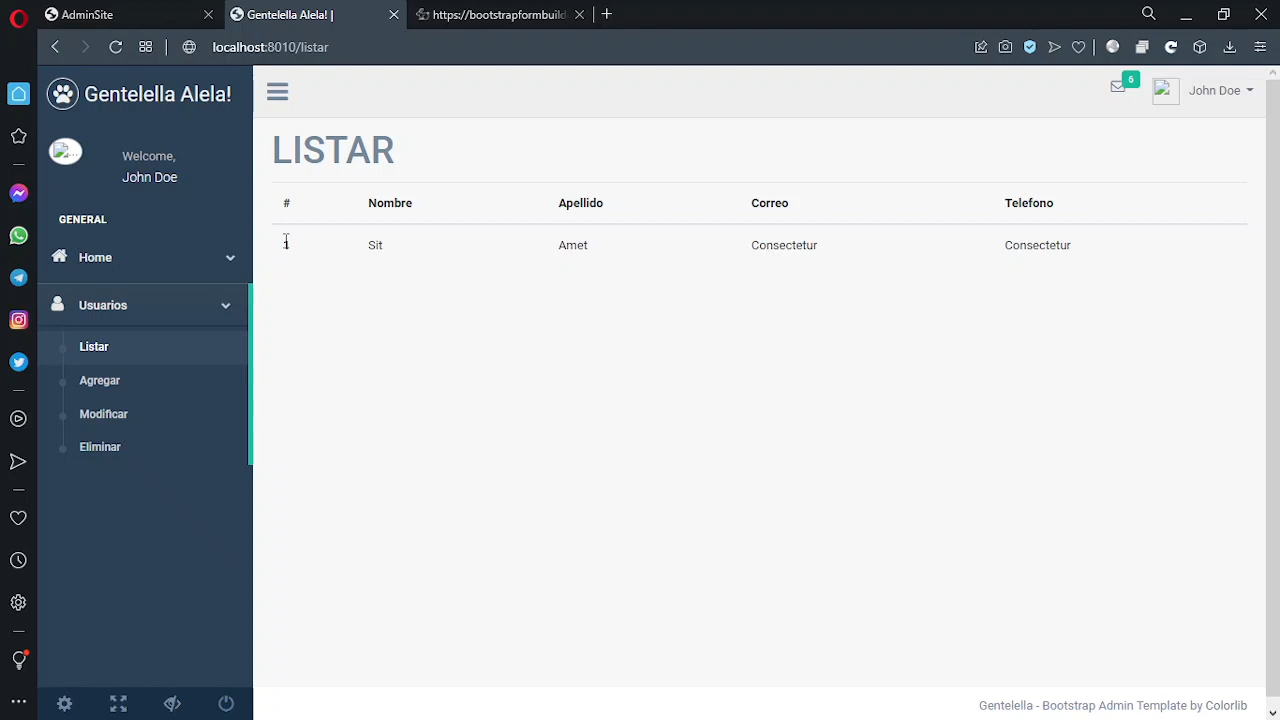 AdminSite
Gentelella Alela! |
https://bootstrapformbuild
localhost:8010/listar
Gentelella Alela!
6
John Doe
Welcome,
John Doe
GENERAL
Home
Usuarios
Listar
Agregar
Modificar
Eliminar
LISTAR
# Nombre Apellido Correo Telefono
1 Sit Amet Consectetur Consectetur
Gentelella - Bootstrap Admin Template by Colorlib